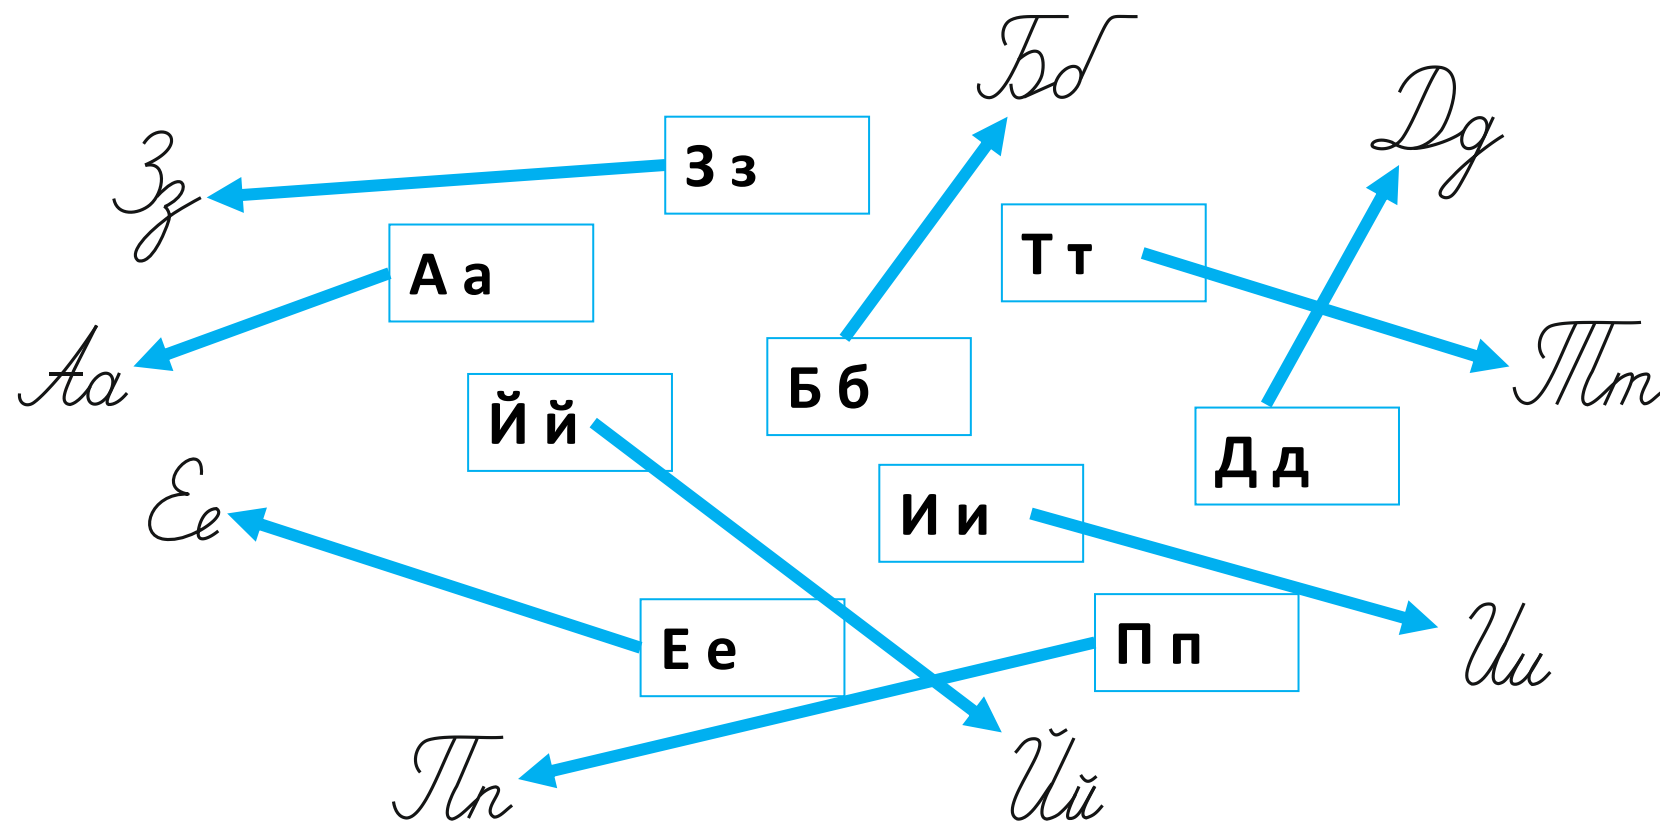 Бб
Дд
Зз
З з
Т т
А а
Аа
Тт
Б б
Й й
Д д
Ее
И и
Е е
П п
Ии
Пп
Йй